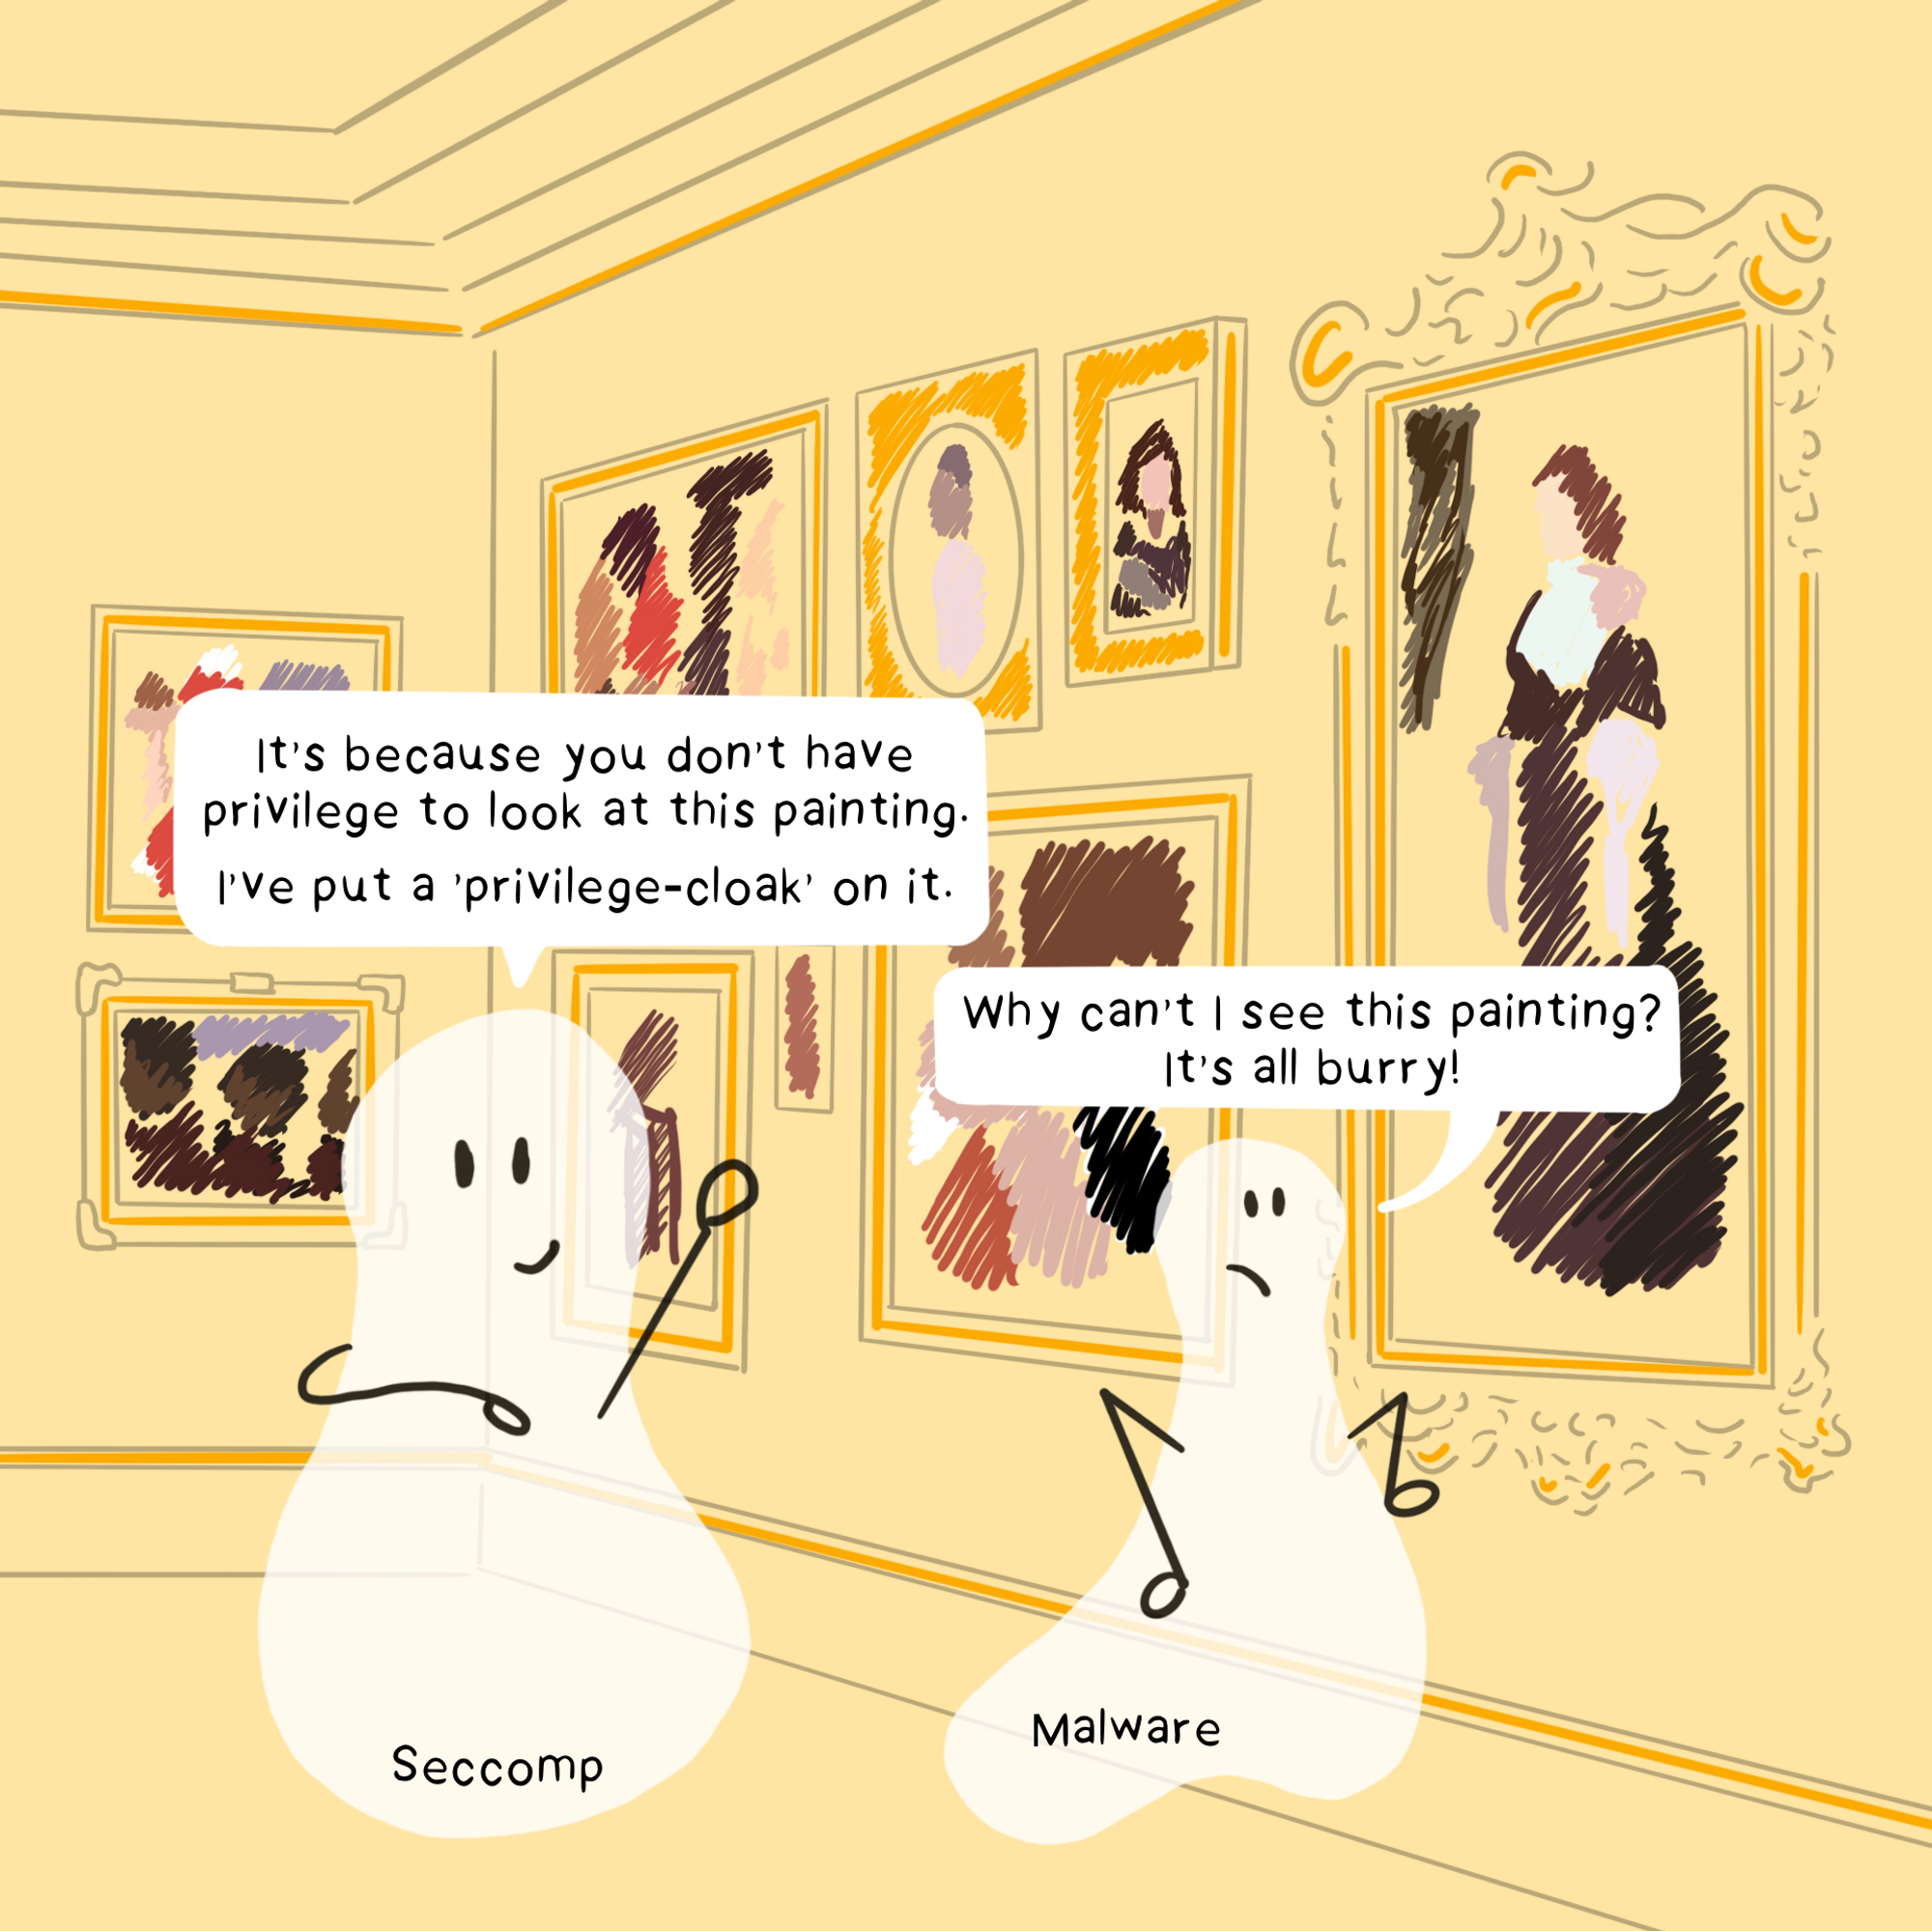 It's because you don't have
privilege to look at this painting.
I've put a 'privilege-cloak' on it.
Why can't I see this painting?
It's all burry!
Seccomp
Malware